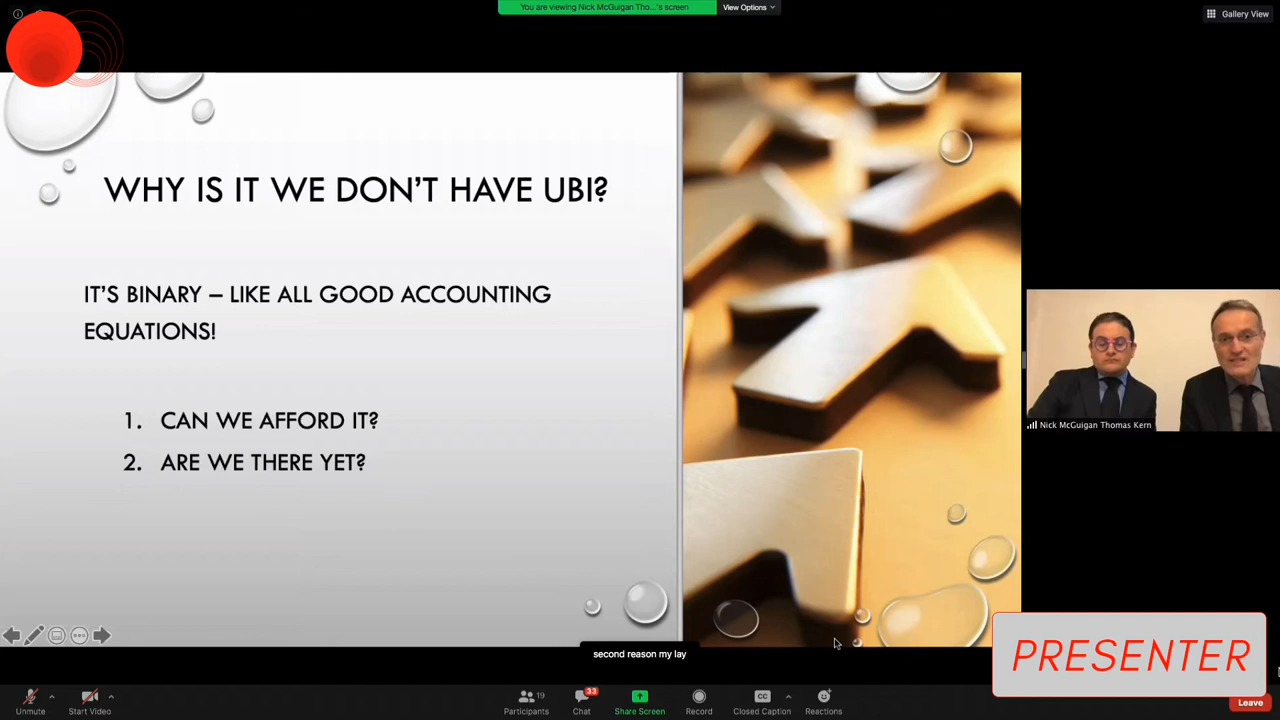 You are viewing Nick McGuigan Tho...'s screen
View Options
Gallery View
WHY IS IT WE DON'T HAVE UBI?
IT'S BINARY – LIKE ALL GOOD ACCOUNTING
EQUATIONS!
1. CAN WE AFFORD IT?
2. ARE WE THERE YET?
Nick McGuigan Thomas Kern
PRESENTER
second reason my lay
Unmute
Start Video
Participants
19
Chat
33
Share Screen
Record
CC
Closed Caption
Reactions
Leave